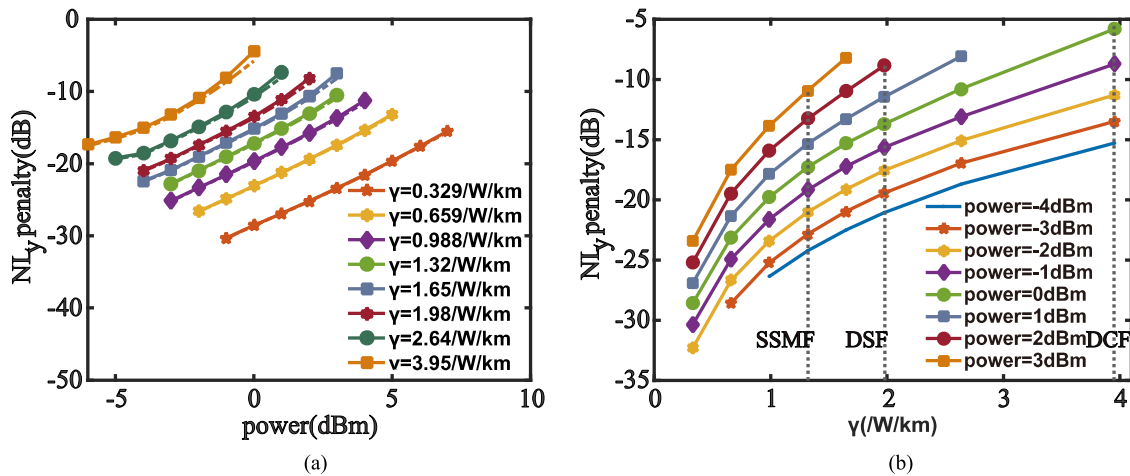 0
-10
-20
-30
-40
-50
-5
0
5
10
NLy penalty(dB)
power(dBm)
γ=0.329/W/km
γ=0.659/W/km
γ=0.988/W/km
γ=1.32/W/km
γ=1.65/W/km
γ=1.98/W/km
γ=2.64/W/km
γ=3.95/W/km
(a)
-5
-10
-15
-20
-25
-30
-35
0
1
2
3
4
NLy penalty(dB)
γ(/W/km)
SSMF
DSF
DCF
power=-4dBm
power=-3dBm
power=-2dBm
power=-1dBm
power=0dBm
power=1dBm
power=2dBm
power=3dBm
(b)